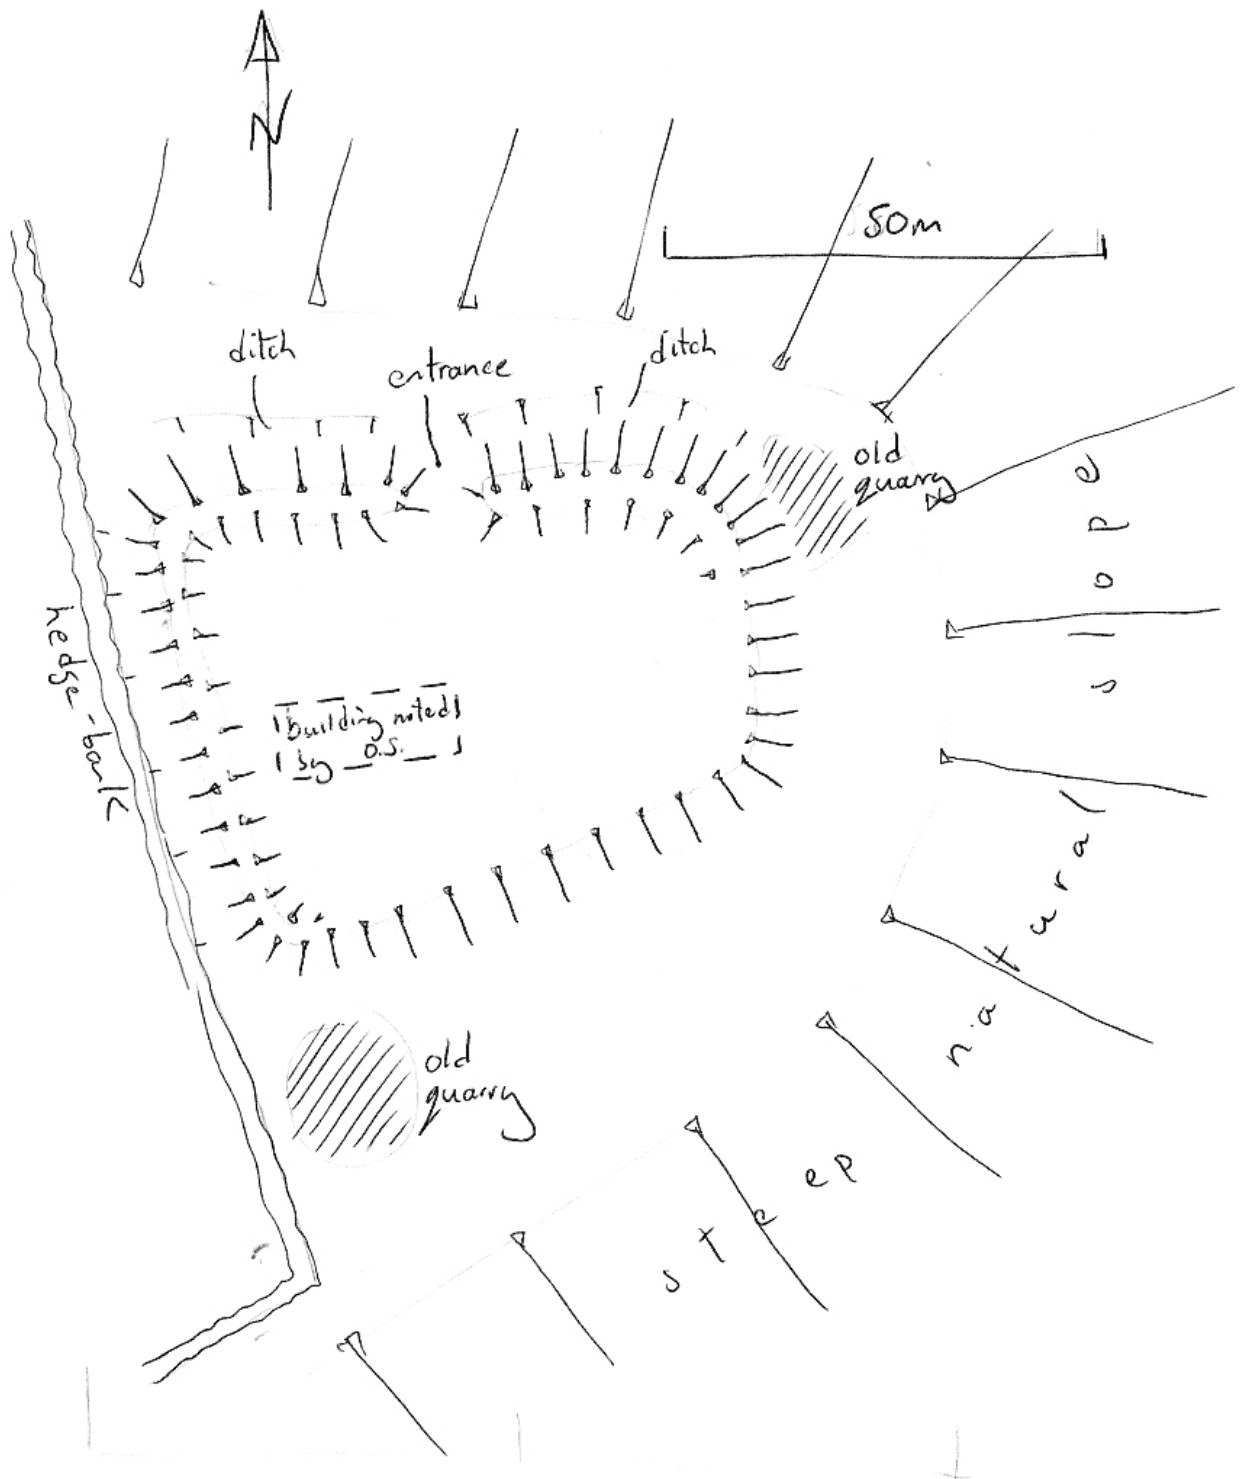 N
50m
ditch
entrance
ditch
old
quarry
hedge-bank
building noted
by O.S.
old
quarry
steep natural slope